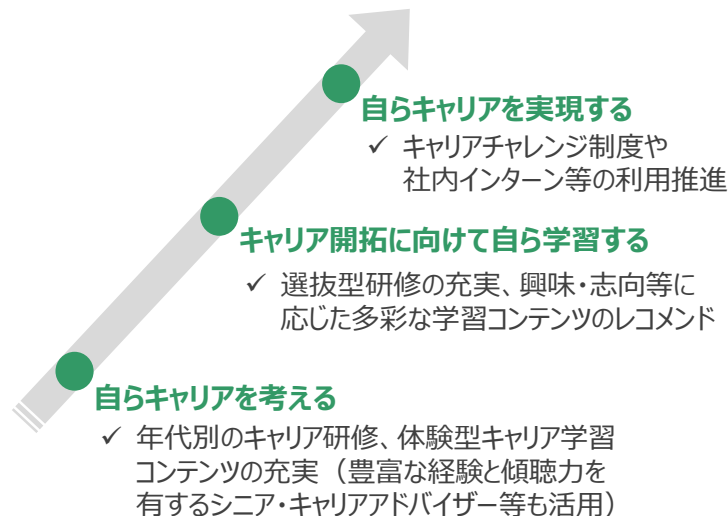 自らキャリアを実現する
✓ キャリアチャレンジ制度や
社内インターン等の利用推進
キャリア開拓に向けて自ら学習する
✓ 選抜型研修の充実、興味・志向等に
応じた多彩な学習コンテンツのレコメンド
自らキャリアを考える
✓ 年代別のキャリア研修、体験型キャリア学習
コンテンツの充実（豊富な経験と傾聴力を
有するシニア・キャリアアドバイザー等も活用）